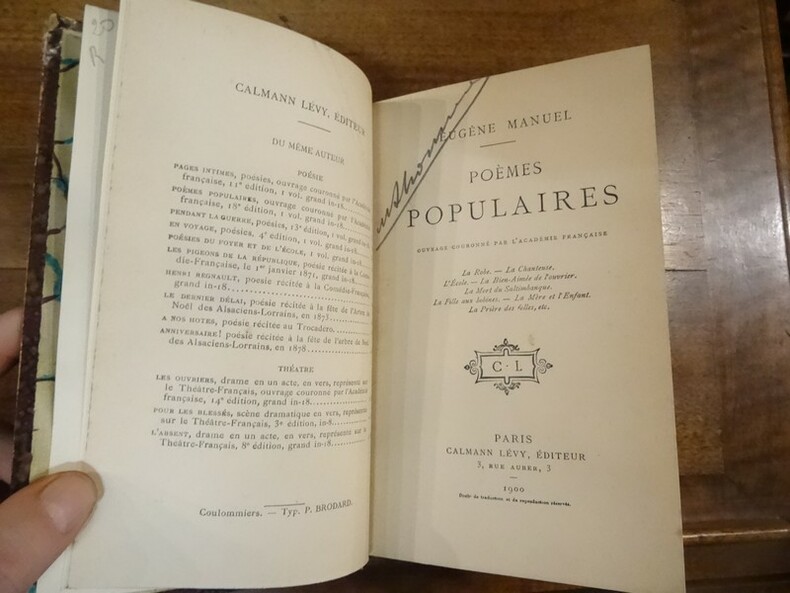 250
R
CALMANN LÉVY, ÉDITEUR
DU MÊME AUTEUR
POÉSIE
PAGES INTIMES, poésies, ouvrage couronné par l'Académie
française, 11e édition, 1 vol. grand in-18.
POÈMES POPULAIRES, ouvrage couronné par l'Académie
française, 18e édition, 1 vol. grand in-18.
PENDANT LA GUERRE, poésies, 13e édition, 1 vol. grand in-
EN VOYAGE, poésies. 4e édition, 1 vol. grand in-18.
POÉSIES DU FOYER ET DE L'ÉCOLE, 1 vol. grand in-18.
LES PIGEONS DE LA RÉPUBLIQUE, poésie récitée à la Comé-
die-Française, le 1er janvier 1871, grand in-18.
HENRI REGNAULT, poésie récitée à la Comédie-Française,
grand in-18.
LE DERNIER DÉLAI, poésie récitée à la fête de l'Arbre de
Noël des Alsaciens-Lorrains, en 1873
A NOS HOTES, poésie récitée au Trocadéro.
ANNIVERSAIRE! poésie récitée à la fête de l'arbre de Noël
des Alsaciens-Lorrains, en 1878
THÉATRE
LES OUVRIERS, drame en un acte, en vers, représenté sur
le Théâtre-Français, ouvrage couronné par l'Académie
française, 14e édition, grand in-18.
POUR LES BLESSÉS, scène dramatique en vers, représentée
sur le Théâtre-Français, 3e édition, in-8
L'ABSENT, drame en un acte, en vers, représenté sur le
Théâtre-Français, 8e édition, grand in-18.
Coulommiers. — Typ. P. BRODARD.
EUGÈNE MANUEL
POÈMES
POPULAIRES
OUVRAGE COURONNÉ PAR L'ACADÉMIE FRANÇAISE
La Robe. — La Chanteuse.
L'École. — La Bien-Aimée de l'ouvrier.
La Mort du Saltimbanque.
La Fille aux bobines. — La Mère et l'Enfant.
La Prière des folles, etc.
C·L
PARIS
CALMANN LÉVY, ÉDITEUR
3, RUE AUBER, 3
1900
Droits de traduction et de reproduction réservés.